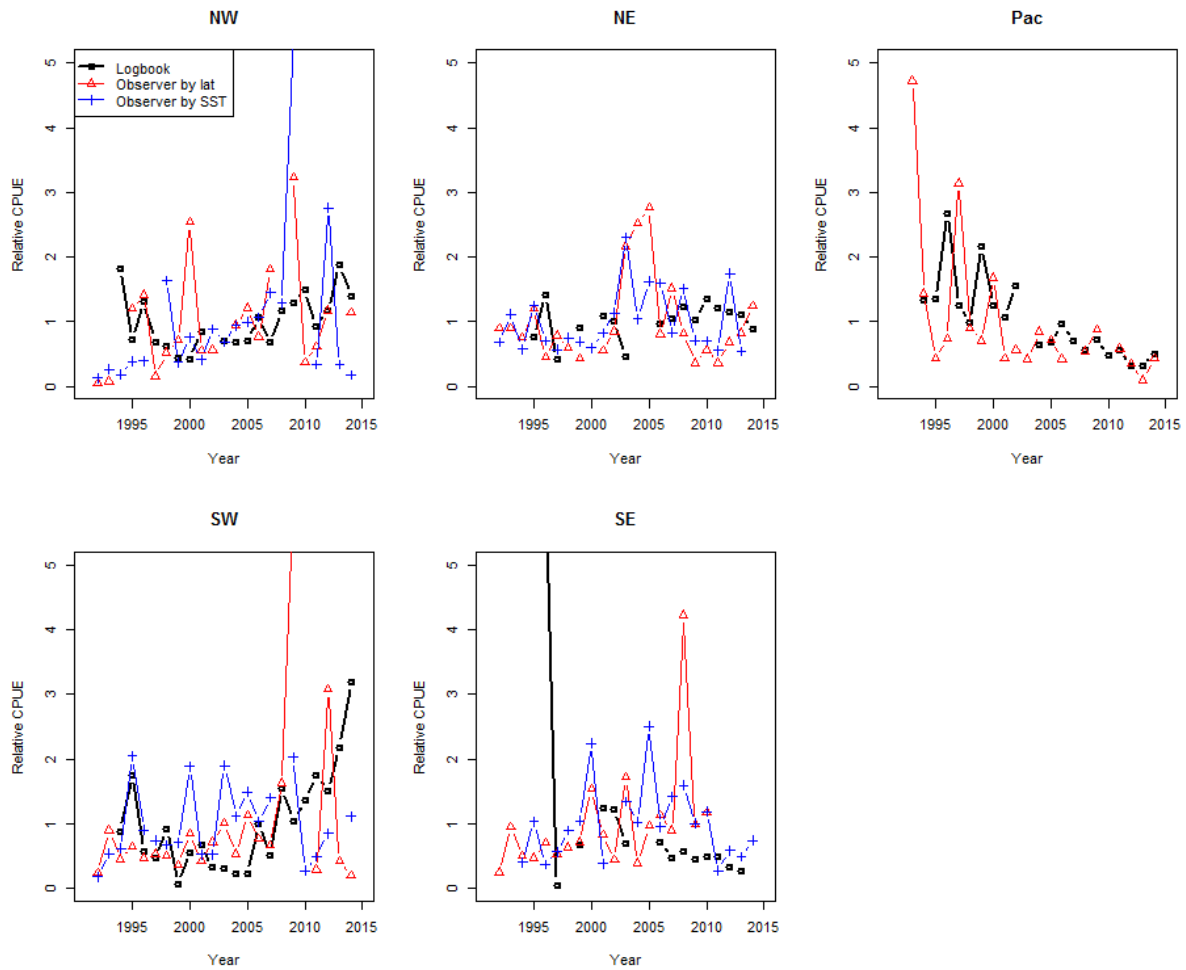 NW
NE
Pac
Logbook
Observer by lat
Observer by SST
Relative CPUE
0 1 2 3 4 5
1995 2000 2005 2010 2015
Year
Relative CPUE
0 1 2 3 4 5
1995 2000 2005 2010 2015
Year
Relative CPUE
0 1 2 3 4 5
1995 2000 2005 2010 2015
Year
SW
SE
Relative CPUE
0 1 2 3 4 5
1995 2000 2005 2010 2015
Year
Relative CPUE
0 1 2 3 4 5
1995 2000 2005 2010 2015
Year